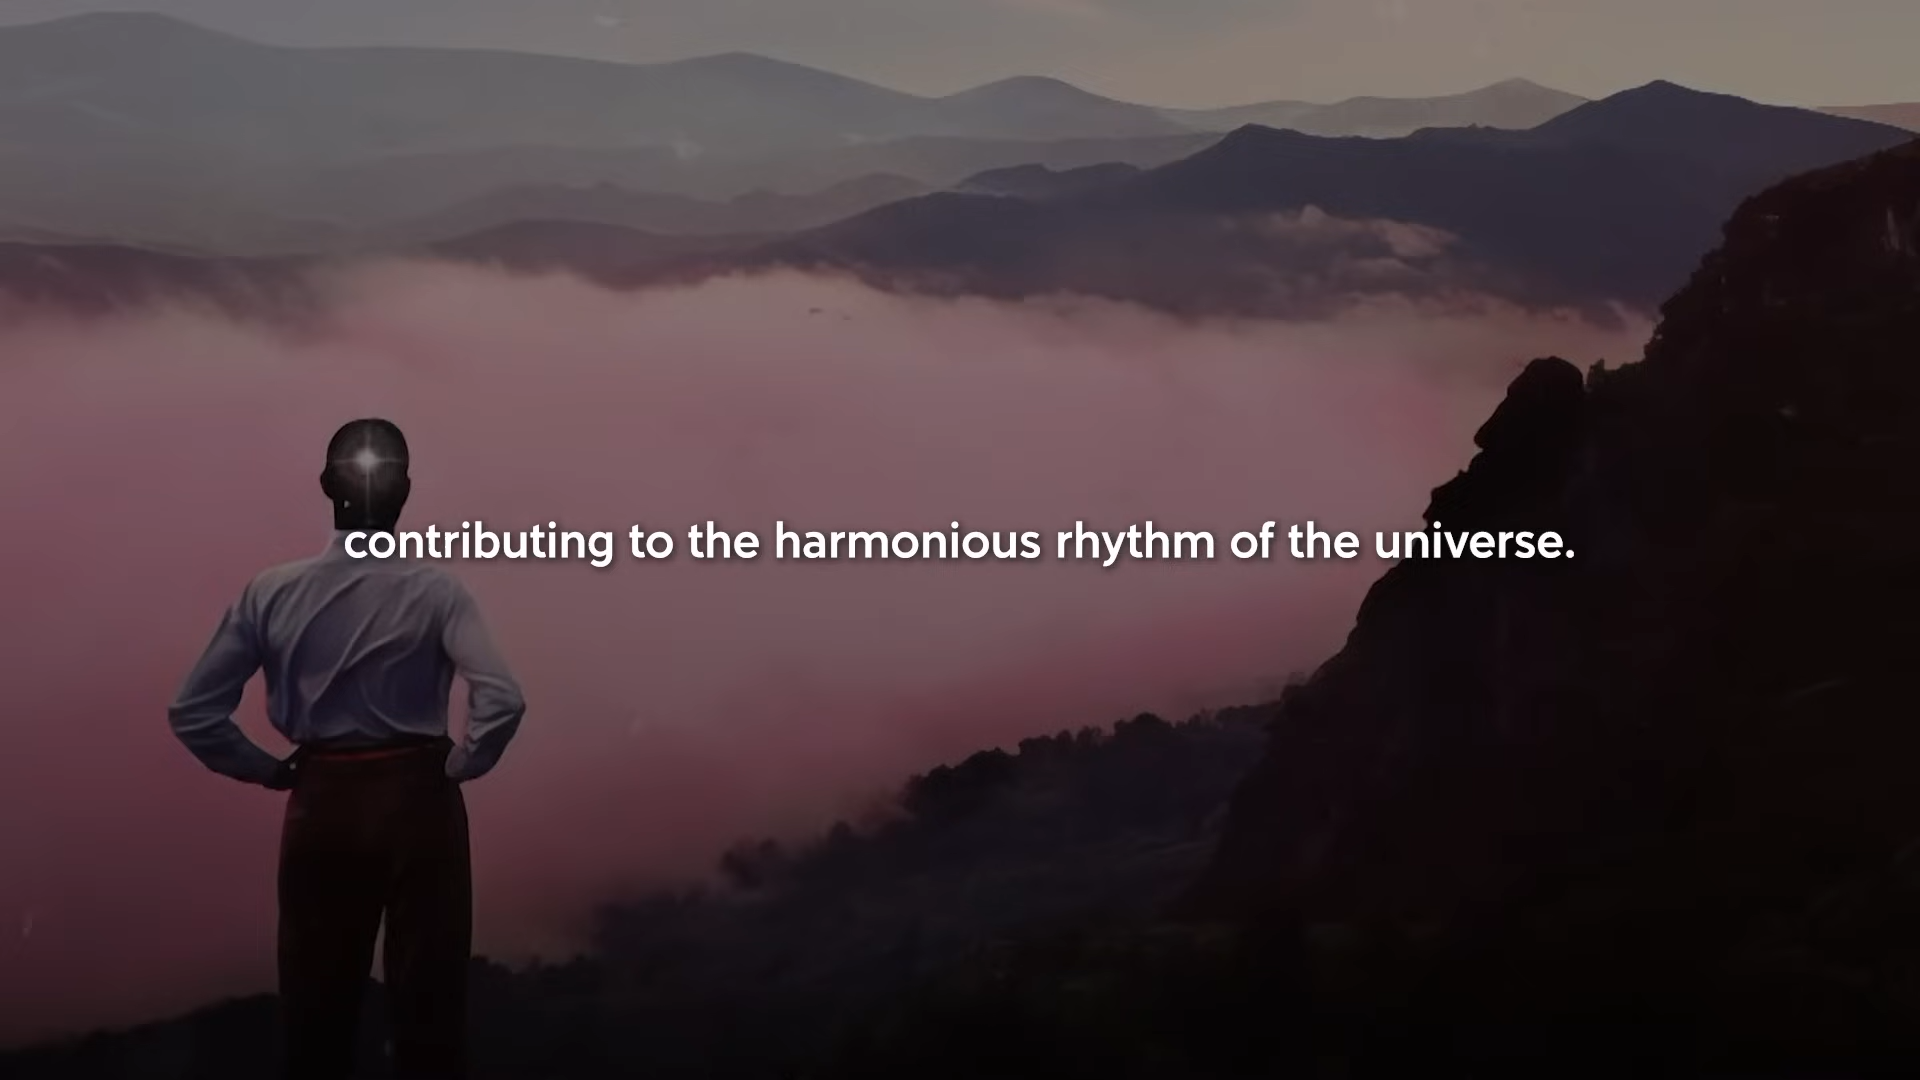 contributing to the harmonious rhythm of the universe.